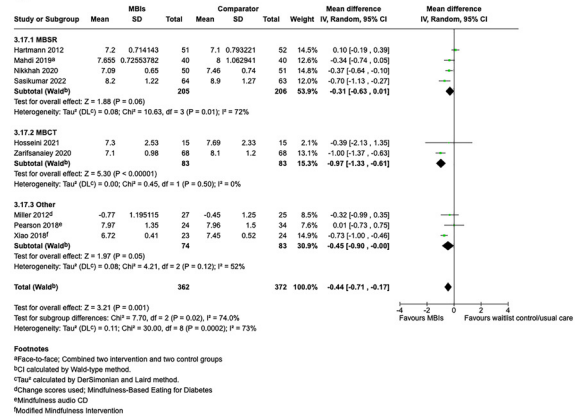 MBIs Comparator Mean difference Mean difference
Study or Subgroup Mean SD Total Mean SD Total Weight IV, Random, 95% CI IV, Random, 95% CI
3.17.1 MBSR
Hartmann 2012 7.2 0.714143 51 7.1 0.793221 52 14.5% 0.10 [-0.19, 0.39]
Mahdi 2019a 7.655 0.72553782 40 8 1.062941 40 13.0% -0.34 [-0.74, 0.05]
Nikkhah 2020 7.09 0.65 50 7.46 0.74 51 14.7% -0.37 [-0.64, -0.10]
Sasikumar 2022 8.2 1.22 64 8.9 1.27 63 11.7% -0.70 [-1.13, -0.27]
Subtotal (Waldb) 205 206 53.9% -0.31 [-0.63, 0.01]
Test for overall effect: Z = 1.88 (P = 0.06)
Heterogeneity: Tau² (DLc) = 0.08; Chi² = 10.63, df = 3 (P = 0.01); I² = 72%
3.17.2 MBCT
Hosseini 2021 7.3 2.53 15 7.69 2.33 15 2.1% -0.39 [-2.13, 1.35]
Zarifsanaiey 2020 7.1 0.98 68 8.1 1.2 68 13.2% -1.00 [-1.37, -0.63]
Subtotal (Waldb) 83 83 15.3% -0.97 [-1.33, -0.61]
Test for overall effect: Z = 5.30 (P < 0.00001)
Heterogeneity: Tau² (DLc) = 0.00; Chi² = 0.45, df = 1 (P = 0.50); I² = 0%
3.17.3 Other
Miller 2012d -0.77 1.195115 27 -0.45 1.25 25 8.5% -0.32 [-0.99, 0.35]
Pearson 2018e 7.97 1.35 24 7.96 1.5 34 7.7% 0.01 [-0.73, 0.75]
Xiao 2018f 6.72 0.41 23 7.45 0.52 24 14.7% -0.73 [-1.00, -0.46]
Subtotal (Waldb) 74 83 30.9% -0.45 [-0.90, -0.00]
Test for overall effect: Z = 1.97 (P = 0.05)
Heterogeneity: Tau² (DLc) = 0.08; Chi² = 4.21, df = 2 (P = 0.12); I² = 52%
Total (Waldb) 362 372 100.0% -0.44 [-0.71, -0.17]
Test for overall effect: Z = 3.21 (P = 0.001)
Test for subgroup differences: Chi² = 7.70, df = 2 (P = 0.02), I² = 74.0%
Heterogeneity: Tau² (DLc) = 0.11; Chi² = 30.00, df = 8 (P = 0.0002); I² = 73%
-4 -2 0 2 4
Favours MBIs Favours waitlist control/usual care
Footnotes
aFace-to-face; Combined two intervention and two control groups
bCI calculated by Wald-type method.
cTau² calculated by DerSimonian and Laird method.
dChange scores used; Mindfulness-Based Eating for Diabetes
eMindfulness audio CD
fModified Mindfulness Intervention